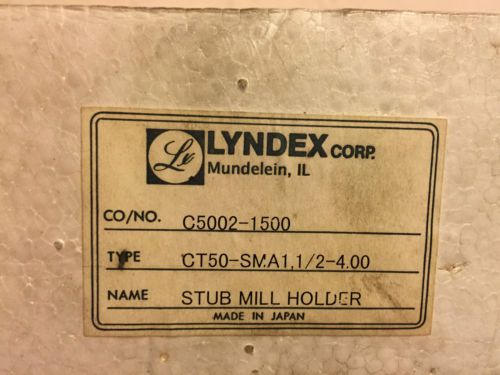 Lx LYNDEX CORP.
Mundelein, IL
CO/NO. C5002-1500
TYPE CT50-SMA1,1/2-4.00
NAME STUB MILL HOLDER
MADE IN JAPAN